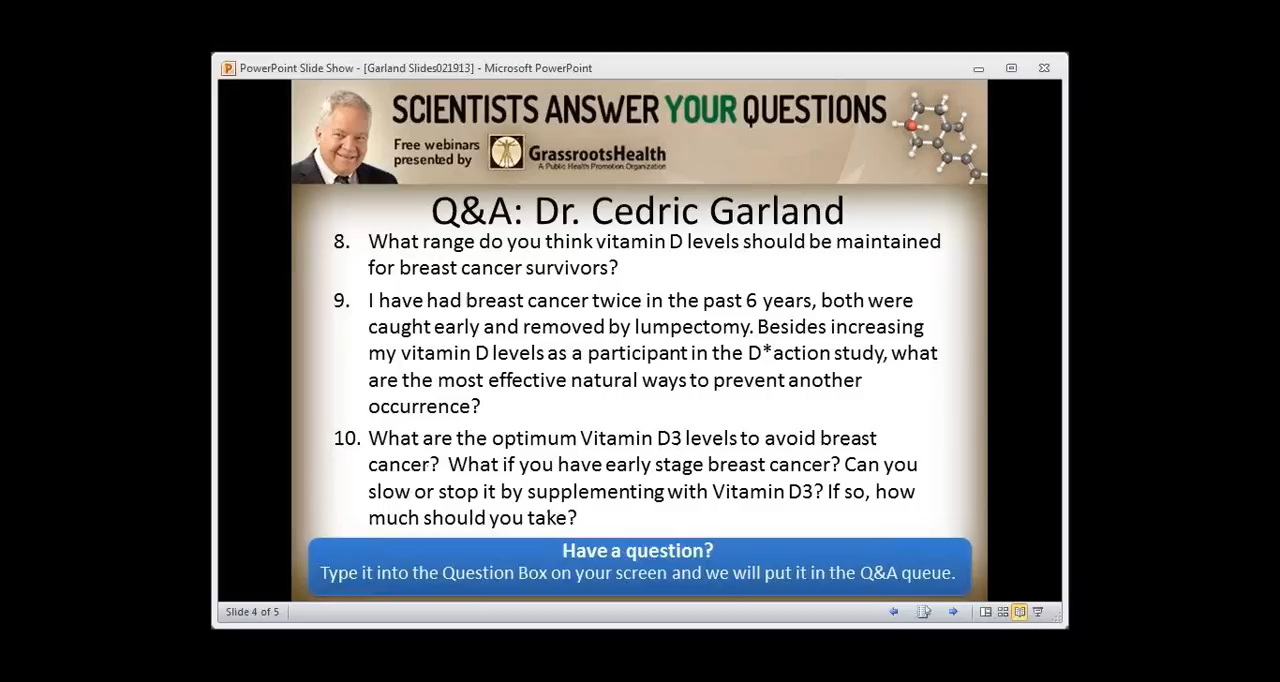 PowerPoint Slide Show - [Garland Slides021913] - Microsoft PowerPoint
SCIENTISTS ANSWER YOUR QUESTIONS
Free webinars
presented by
GrassrootsHealth
A Public Health Promotion Organization
Q&A: Dr. Cedric Garland
8. What range do you think vitamin D levels should be maintained
for breast cancer survivors?
9. I have had breast cancer twice in the past 6 years, both were
caught early and removed by lumpectomy. Besides increasing
my vitamin D levels as a participant in the D*action study, what
are the most effective natural ways to prevent another
occurrence?
10. What are the optimum Vitamin D3 levels to avoid breast
cancer? What if you have early stage breast cancer? Can you
slow or stop it by supplementing with Vitamin D3? If so, how
much should you take?
Have a question?
Type it into the Question Box on your screen and we will put it in the Q&A queue.
Slide 4 of 5